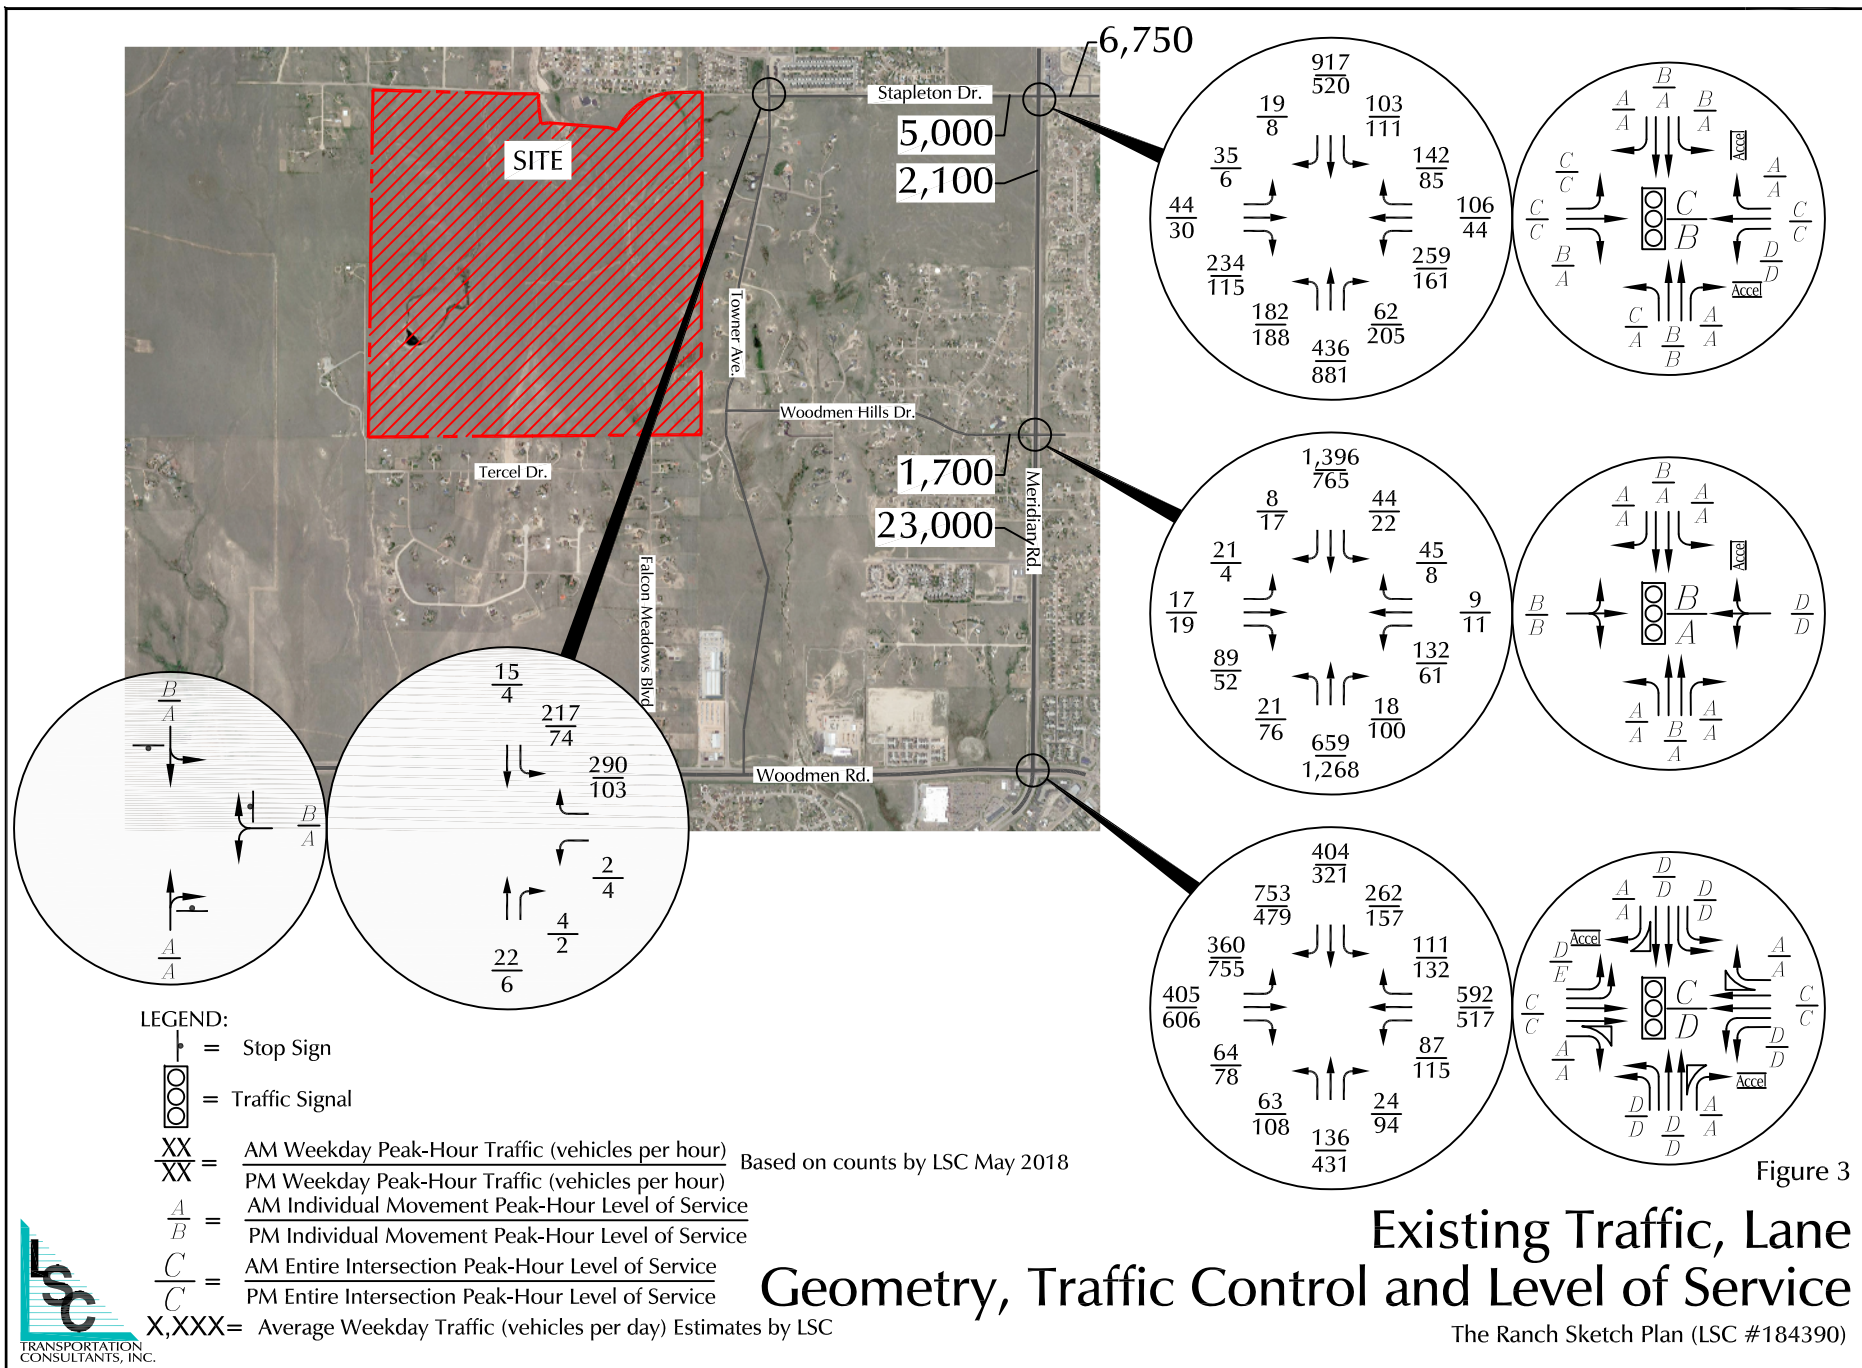 6,750
Stapleton Dr.
5,000
2,100
SITE
Towner Ave.
Woodmen Hills Dr.
1,700
23,000
Meridian Rd.
Tercel Dr.
Falcon Meadows Blvd
Woodmen Rd.
917
520
19
8
103
111
35
6
142
85
44
30
106
44
234
115
259
161
182
188
62
205
436
881
B
A
A
A
B
A
Accel
C
C
A
A
C
C
C
B
C
C
B
A
D
D
Accel
C
A
B
B
A
A
1,396
765
8
17
44
22
21
4
45
8
17
19
9
11
89
52
132
61
21
76
18
100
659
1,268
B
A
A
A
A
A
Accel
B
B
B
A
D
D
A
A
B
A
A
A
404
321
753
479
262
157
360
755
111
132
405
606
592
517
64
78
87
115
63
108
24
94
136
431
D
D
A
A
D
D
Accel
D
E
A
A
C
C
C
D
C
C
A
A
D
D
Accel
D
D
D
D
A
A
B
A
B
A
A
A
15
4
217
74
290
103
2
4
4
2
22
6
LEGEND:
= Stop Sign
= Traffic Signal
XX
XX
= AM Weekday Peak-Hour Traffic (vehicles per hour)
PM Weekday Peak-Hour Traffic (vehicles per hour)
Based on counts by LSC May 2018
A
B
= AM Individual Movement Peak-Hour Level of Service
PM Individual Movement Peak-Hour Level of Service
C
C
= AM Entire Intersection Peak-Hour Level of Service
PM Entire Intersection Peak-Hour Level of Service
X,XXX= Average Weekday Traffic (vehicles per day) Estimates by LSC
LSC
TRANSPORTATION
CONSULTANTS, INC.
Figure 3
Existing Traffic, Lane
Geometry, Traffic Control and Level of Service
The Ranch Sketch Plan (LSC #184390)